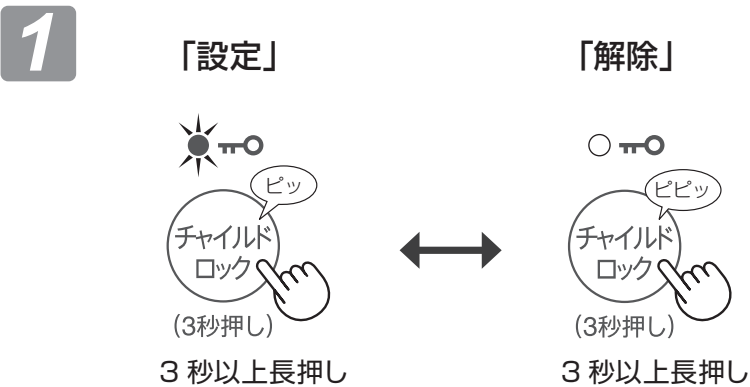 1
「設定」
「解除」
ピッ
チャイルド
ロック
(3秒押し)
3 秒以上長押し
ピピッ
チャイルド
ロック
(3秒押し)
3 秒以上長押し